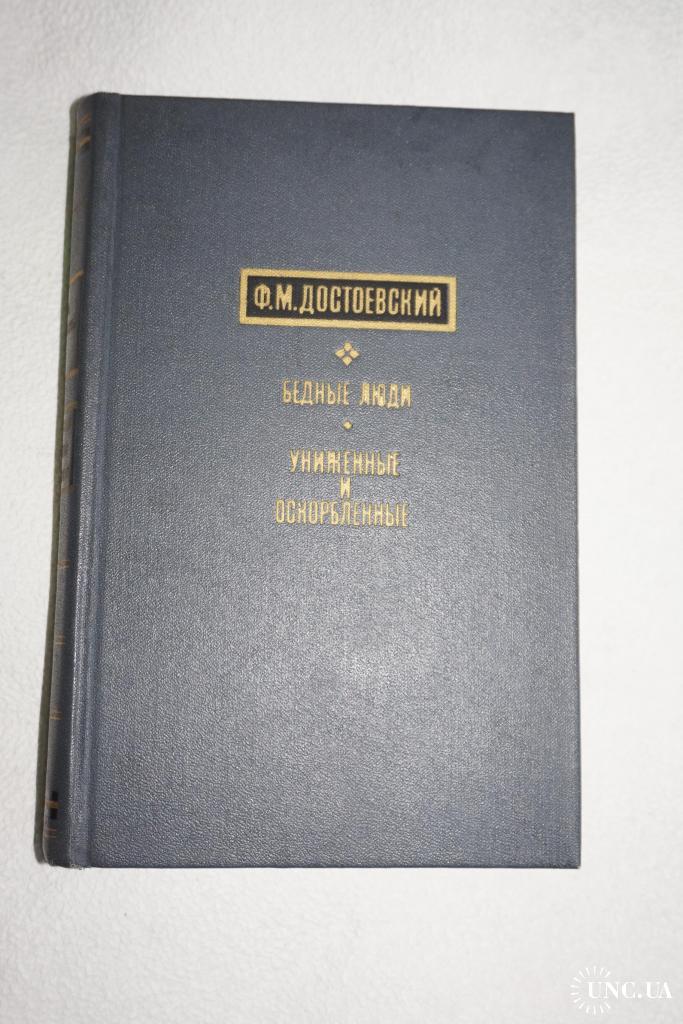 Ф.М.ДОСТОЕВСКИЙ
БЕДНЫЕ ЛЮДИ
УНИЖЕННЫЕ
И
ОСКОРБЛЕННЫЕ
UNC.UA